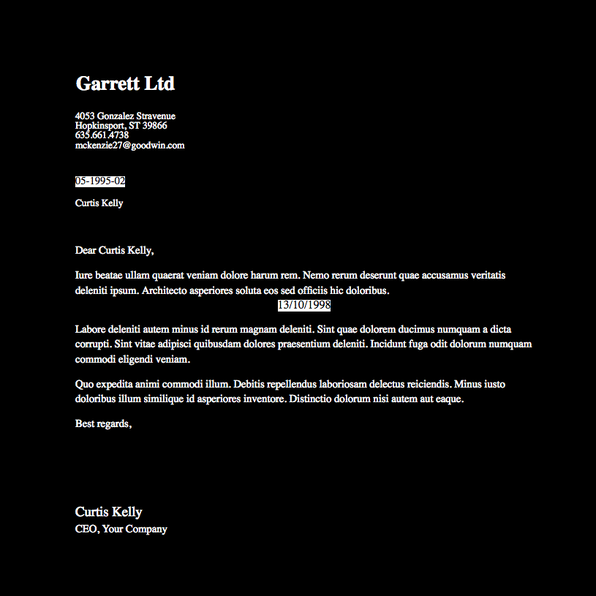 Garrett Ltd
4053 Gonzalez Stravenue
Hopkinsport, ST 39866
635.661.4738
mckenzie27@goodwin.com
05-1995-02
Curtis Kelly
Dear Curtis Kelly,
Iure beatae ullam quaerat veniam dolore harum rem. Nemo rerum deserunt quae accusamus veritatis
deleniti ipsum. Architecto asperiores soluta eos sed officiis hic doloribus.
13/10/1998
Labore deleniti autem minus id rerum magnam deleniti. Sint quae dolorem ducimus numquam a dicta
corrupti. Sint vitae adipisci quibusdam dolores praesentium deleniti. Incidunt fuga odit dolorum numquam
commodi eligendi veniam.
Quo expedita animi commodi illum. Debitis repellendus laboriosam delectus reiciendis. Minus iusto
doloribus illum similique id asperiores inventore. Distinctio dolorum nisi autem aut eaque.
Best regards,
Curtis Kelly
CEO, Your Company